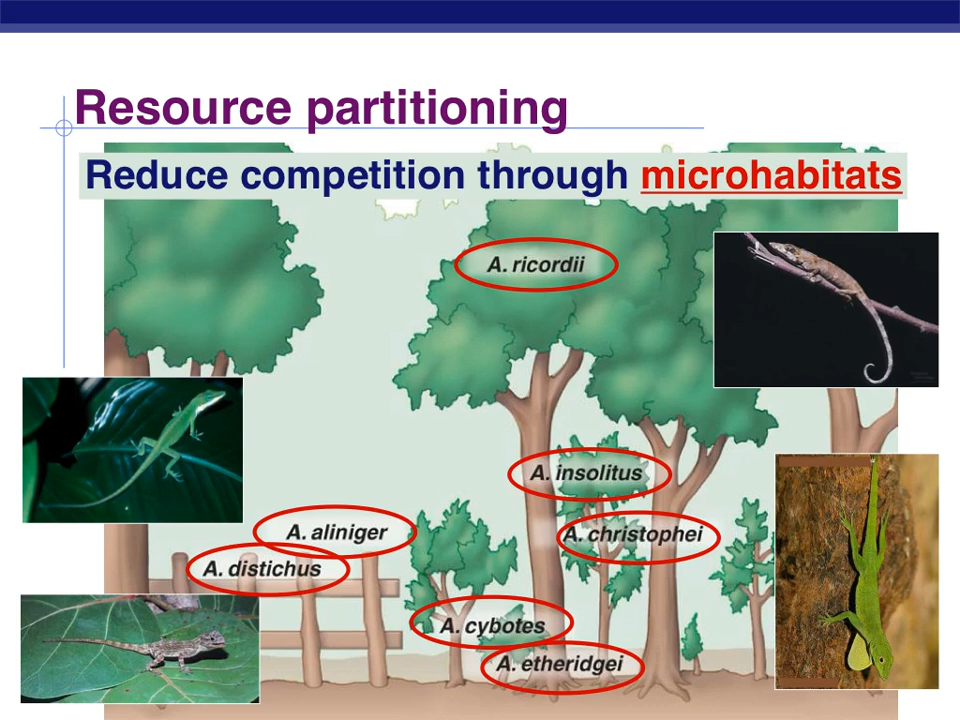 Resource partitioning
Reduce competition through microhabitats
A. ricordii
A. insolitus
A. aliniger
A. christophei
A. distichus
A. cybotes
A. etheridgei